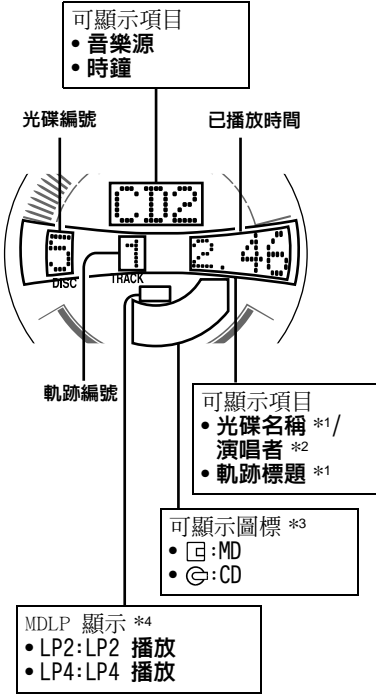 可顯示項目
• 音樂源
• 時鐘
光碟編號
已播放時間
CD2
5
1
2.46
DISC
TRACK
軌跡編號
可顯示項目
• 光碟名稱 *1/
演唱者 *2
• 軌跡標題 *1
可顯示圖標 *3
• :MD
• :CD
MDLP 顯示 *4
• LP2:LP2 播放
• LP4:LP4 播放